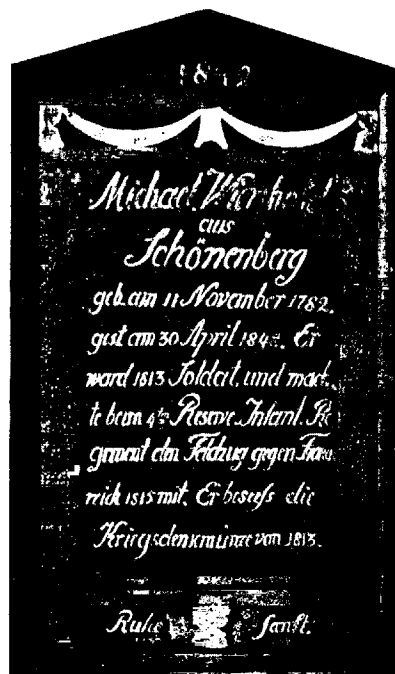 Michael
aus
Schönenberg
geb. am 11 November 1782.
gest am 30 April Er
ward 1813 Soldat, und mach
te beim 4ten Reserve Infant. Re
giment den Feldzug gegen Frank
reich 1815 mit. Er besass die
Kriegsdenkmünze von 1813.
Ruhe sanft.